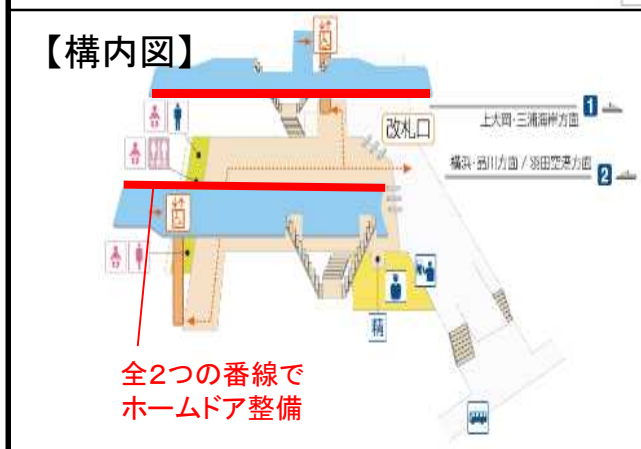 【構内図】
1
上大岡・三浦海岸方面
改札口
横浜・品川方面 / 羽田空港方面
2
精
全2つの番線で
ホームドア整備